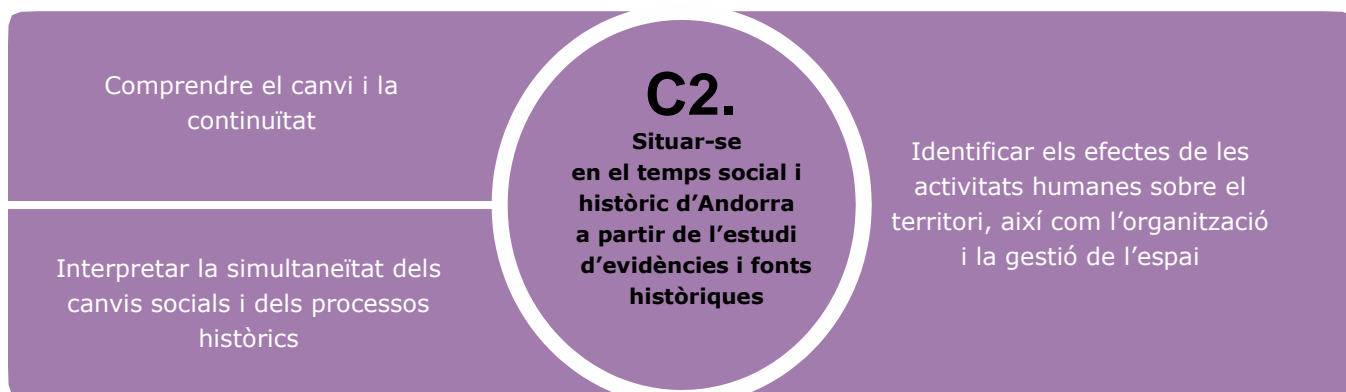 Comprendre el canvi i la
continuïtat
Interpretar la simultaneïtat dels
canvis socials i dels processos
històrics
C2.
Situar-se
en el temps social i
històric d'Andorra
a partir de l'estudi
d'evidències i fonts
històriques
Identificar els efectes de les
activitats humanes sobre el
territori, així com l'organització
i la gestió de l'espai